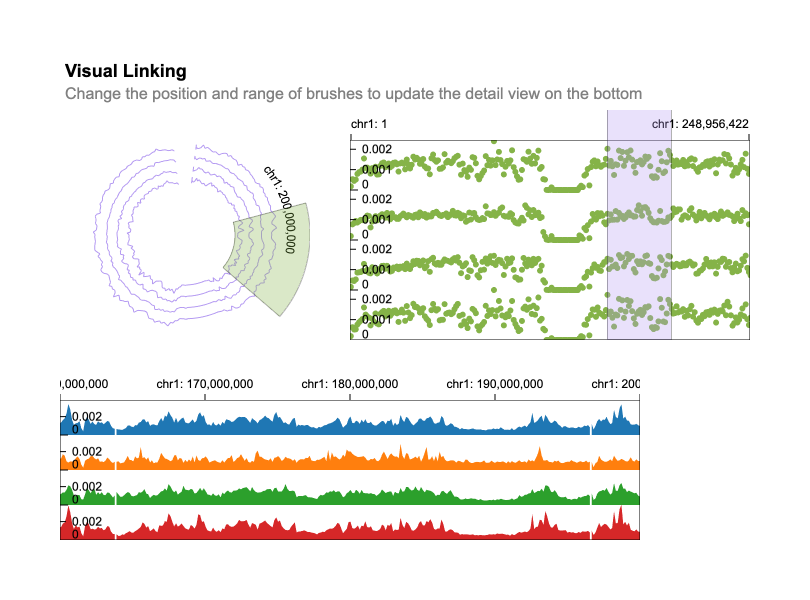 Visual Linking
Change the position and range of brushes to update the detail view on the bottom
chr1: 200,000,000
chr1: 1
chr1: 248,956,422
0.002
0.001
0
0.002
0.001
0
0.002
0.001
0
0.002
0.001
0
0,000,000
chr1: 170,000,000
chr1: 180,000,000
chr1: 190,000,000
chr1: 200
0.002
0
0.002
0
0.002
0
0.002
0